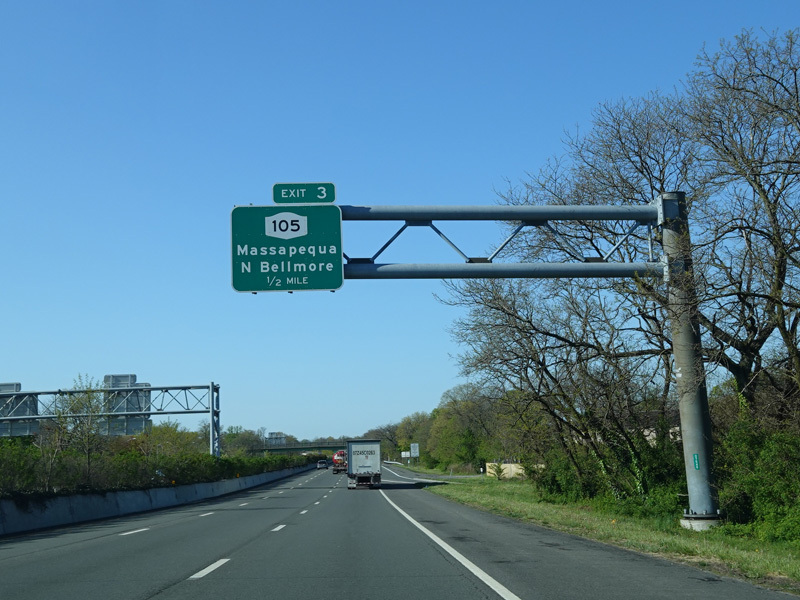 EXIT 3
105
Massapequa
N Bellmore
1/2 MILE